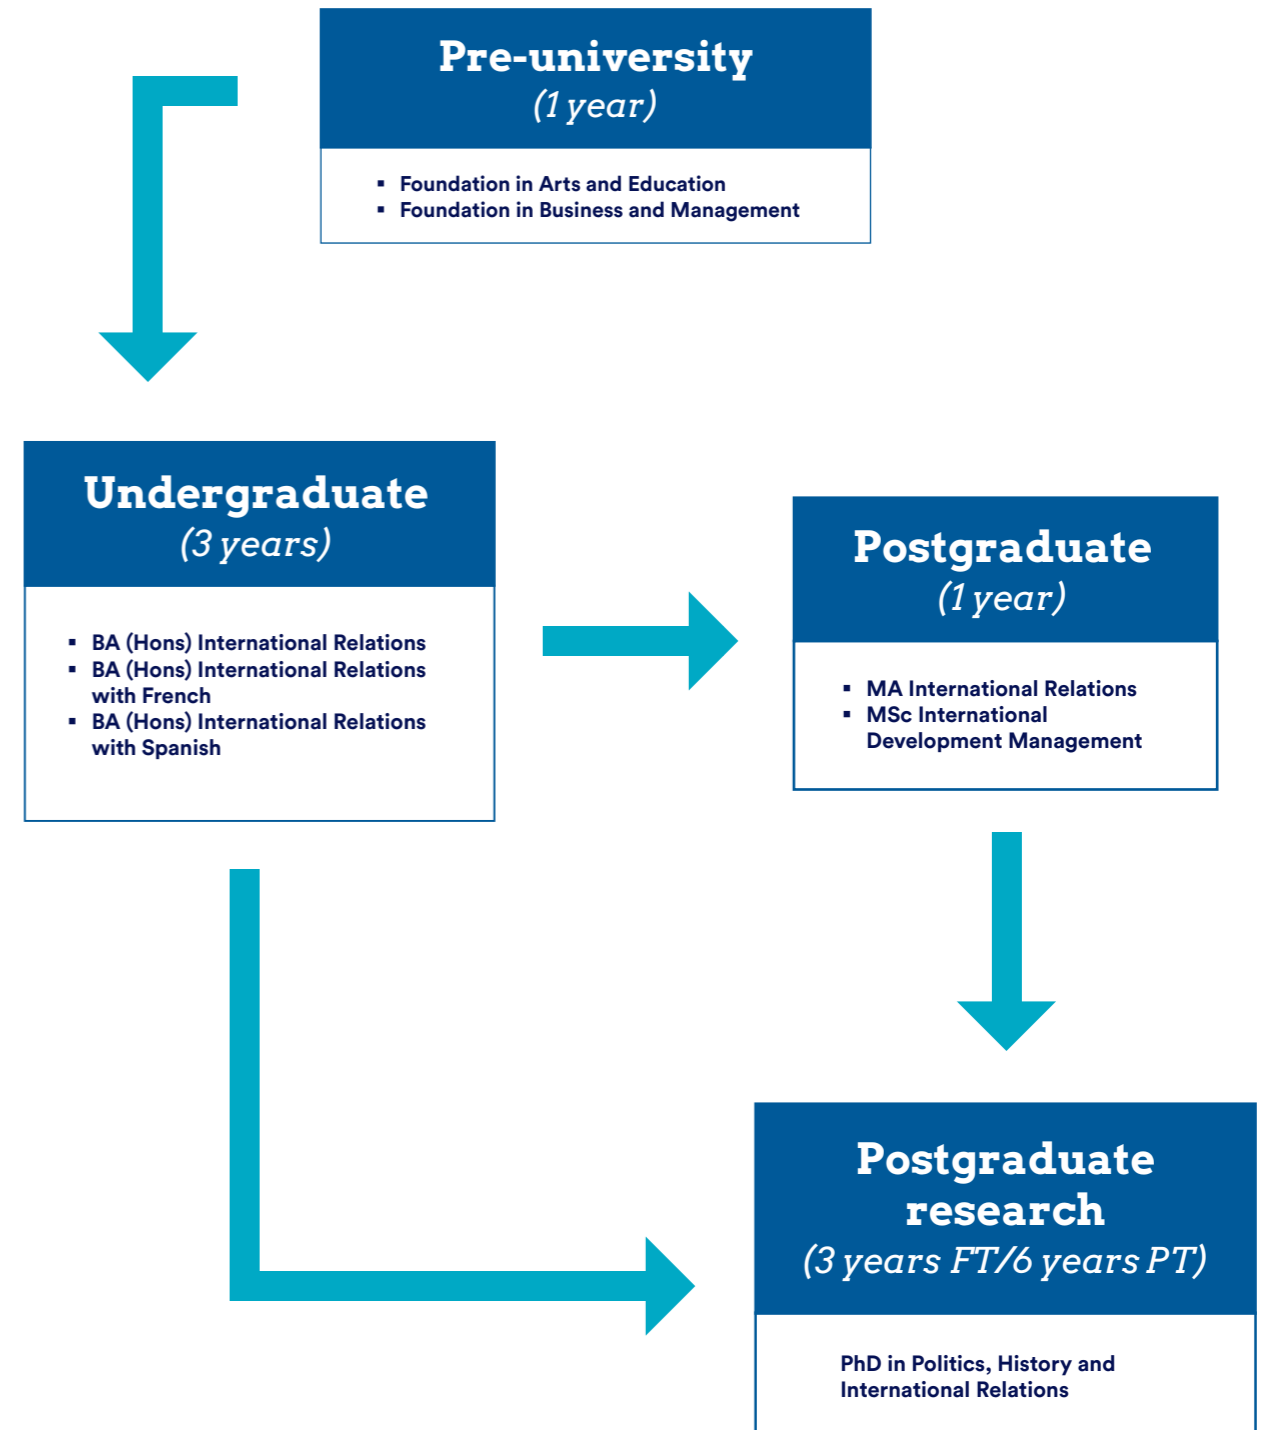 Pre-university
(1 year)
▪ Foundation in Arts and Education
▪ Foundation in Business and Management
Undergraduate
(3 years)
▪ BA (Hons) International Relations
▪ BA (Hons) International Relations
with French
▪ BA (Hons) International Relations
with Spanish
Postgraduate
(1 year)
▪ MA International Relations
▪ MSc International
Development Management
Postgraduate
research
(3 years FT/6 years PT)
PhD in Politics, History and
International Relations